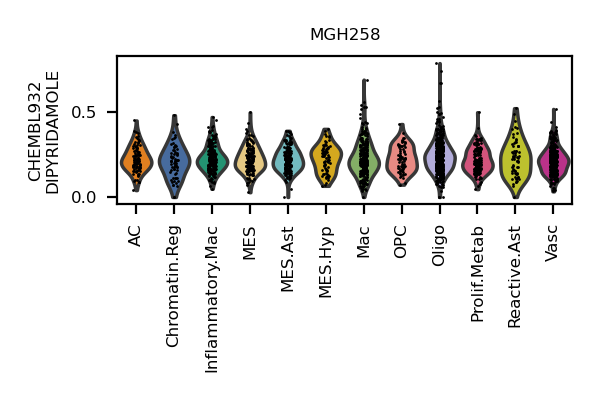 MGH258
CHEMBL932
DIPYRIDAMOLE
0.5
0.0
AC
Chromatin.Reg
Inflammatory.Mac
MES
MES.Ast
MES.Hyp
Mac
OPC
Oligo
Prolif.Metab
Reactive.Ast
Vasc